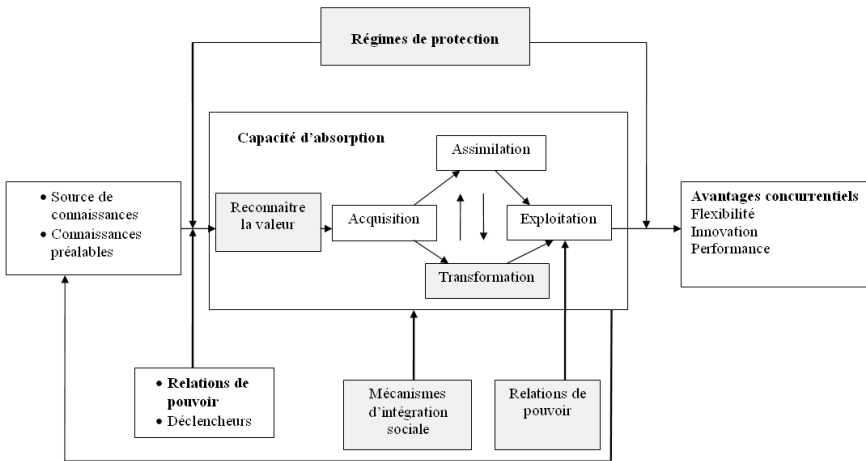 Régimes de protection
Capacité d'absorption
Assimilation
• Source de
connaissances
• Connaissances
préalables
Reconnaître
la valeur
Acquisition
Exploitation
Avantages concurrentiels
Flexibilité
Innovation
Performance
Transformation
• Relations de
pouvoir
• Déclencheurs
Mécanismes
d'intégration
sociale
Relations de
pouvoir